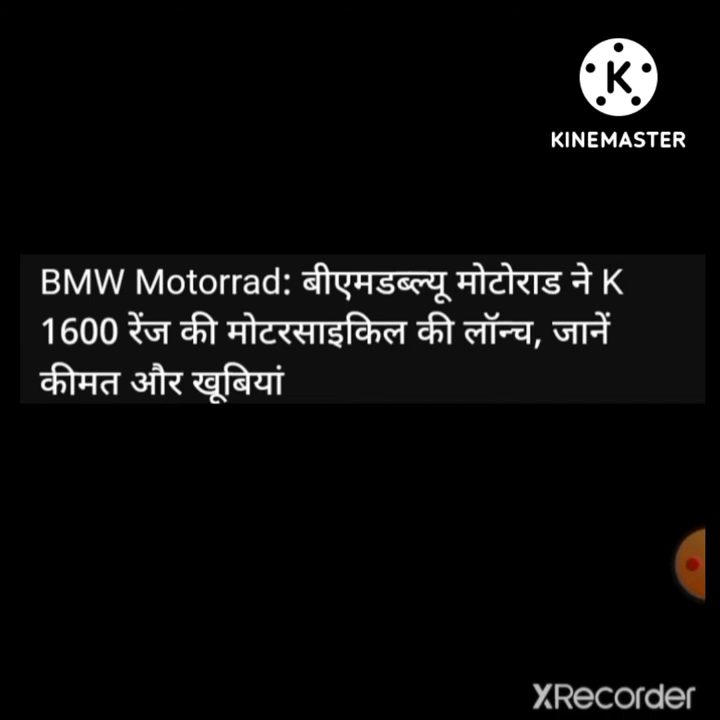 K
KINEMASTER
BMW Motorrad: बीएमडब्ल्यू मोटोराड ने K
1600 रेंज की मोटरसाइकिल की लॉन्च, जानें
कीमत और खूबियां
XRecorder